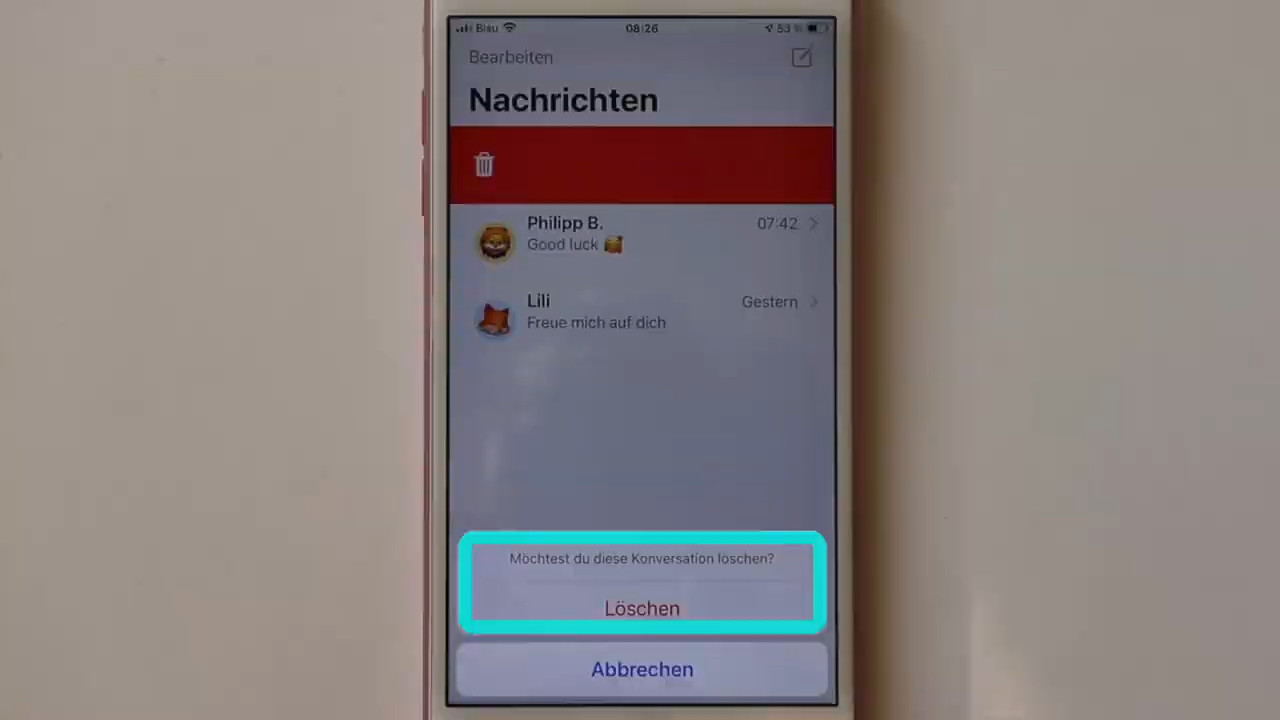 Blau 08:26 53 %
Bearbeiten
Nachrichten
Philipp B. 07:42
Good luck 🥰
Lili Gestern
Freue mich auf dich
Möchtest du diese Konversation löschen?
Löschen
Abbrechen